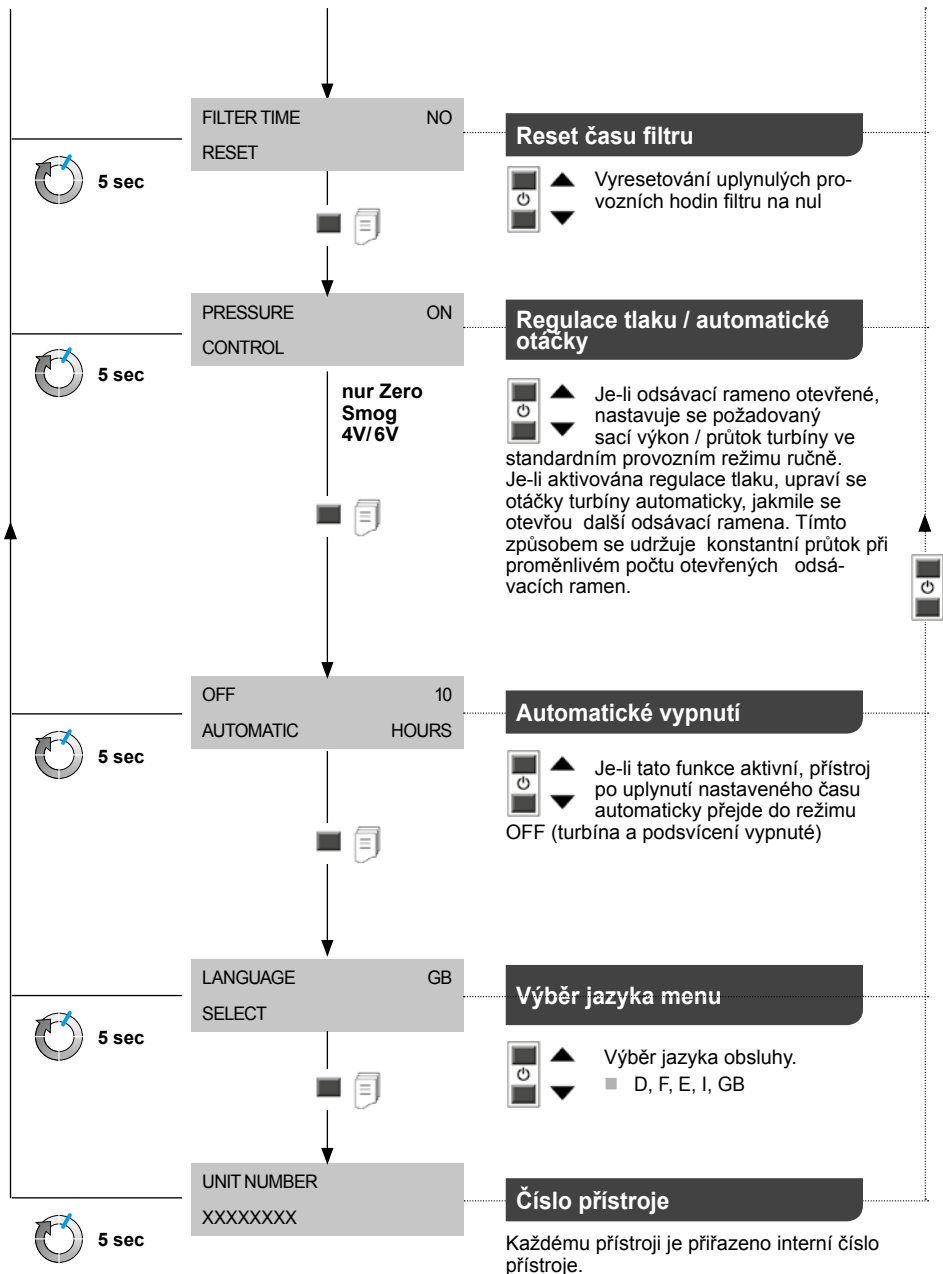 FILTER TIME NO
RESET
5 sec
Reset času filtru
Vyresetování uplynulých pro-
vozních hodin filtru na nul
PRESSURE ON
CONTROL
5 sec
nur Zero
Smog
4V/6V
Regulace tlaku / automatické
otáčky
Je-li odsávací rameno otevřené,
nastavuje se požadovaný
sací výkon / průtok turbíny ve
standardním provozním režimu ručně.
Je-li aktivována regulace tlaku, upraví se
otáčky turbíny automaticky, jakmile se
otevřou další odsávací ramena. Tímto
způsobem se udržuje konstantní průtok při
proměnlivém počtu otevřených odsá-
vacích ramen.
OFF 10
AUTOMATIC HOURS
5 sec
Automatické vypnutí
Je-li tato funkce aktivní, přístroj
po uplynutí nastaveného času
automaticky přejde do režimu
OFF (turbína a podsvícení vypnuté)
LANGUAGE GB
SELECT
5 sec
Výběr jazyka menu
Výběr jazyka obsluhy.
D, F, E, I, GB
UNIT NUMBER
XXXXXXXX
5 sec
Číslo přístroje
Každému přístroji je přiřazeno interní číslo
přístroje.